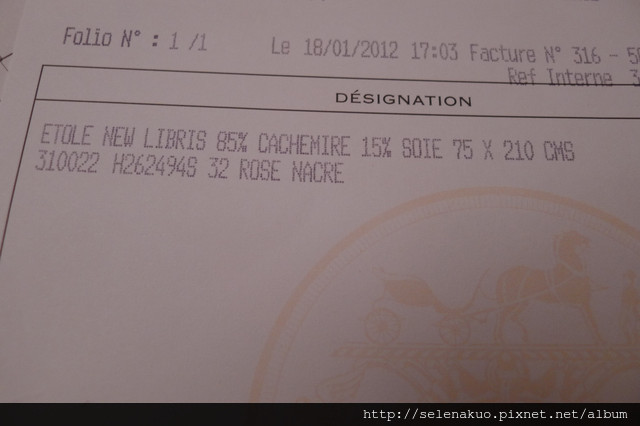 Folio N° : 1 /1
Le 18/01/2012 17:03 Facture N° 316 -
Ref Interne
DÉSIGNATION
ETOLE NEW LIBRIS 85% CACHEMIRE 15% SOIE 75 X 210 CMS
310022 H262494S 32 ROSE NACRE
http://selenakuo.pixnet.net/album